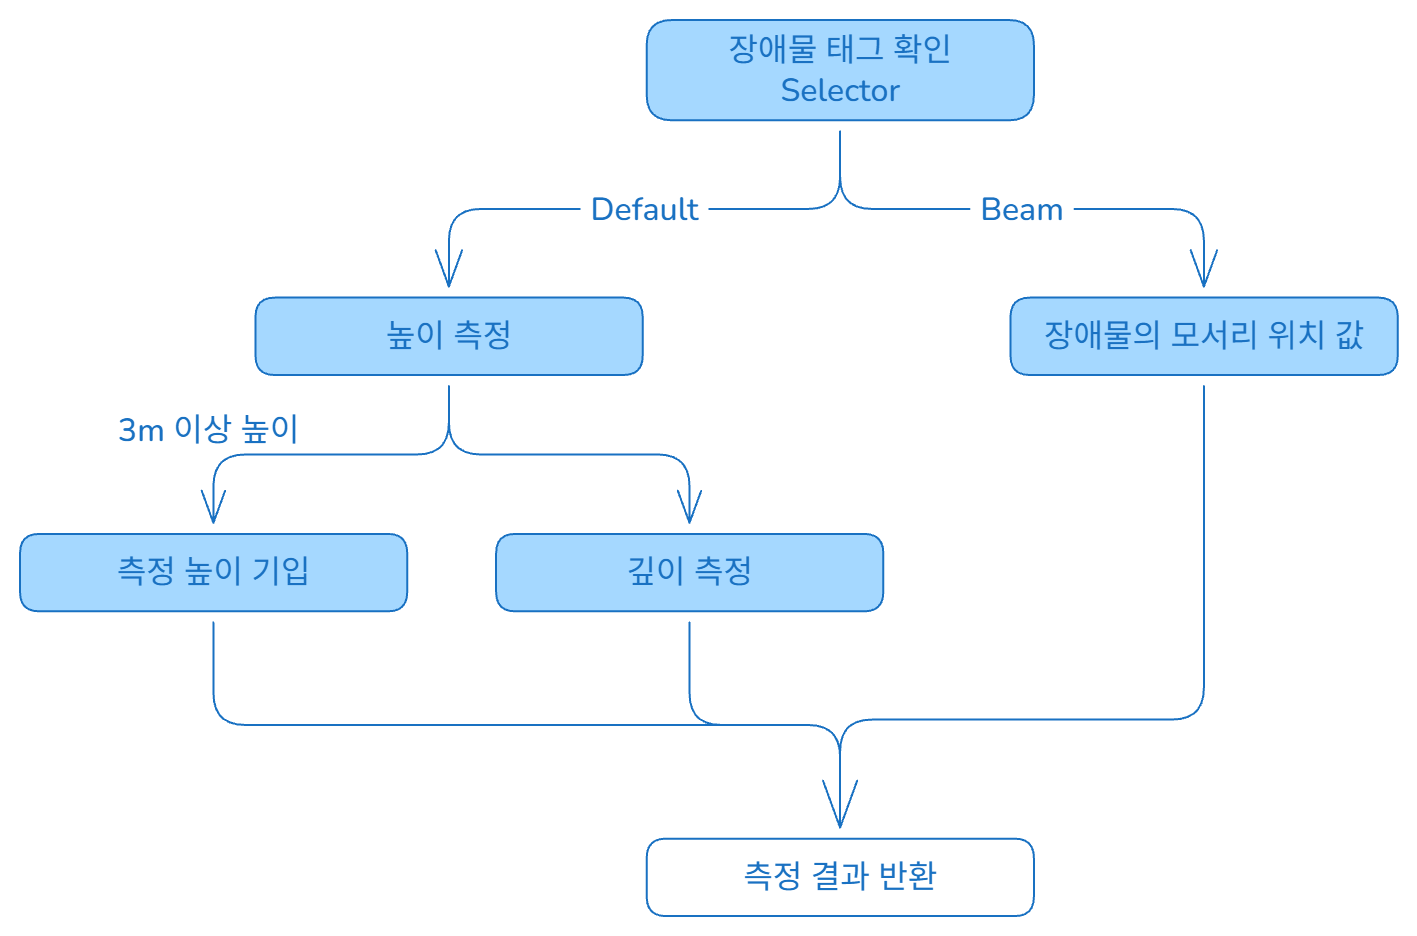 장애물 태그 확인
Selector
Default
Beam
높이 측정
장애물의 모서리 위치 값
3m 이상 높이
측정 높이 기입
깊이 측정
측정 결과 반환